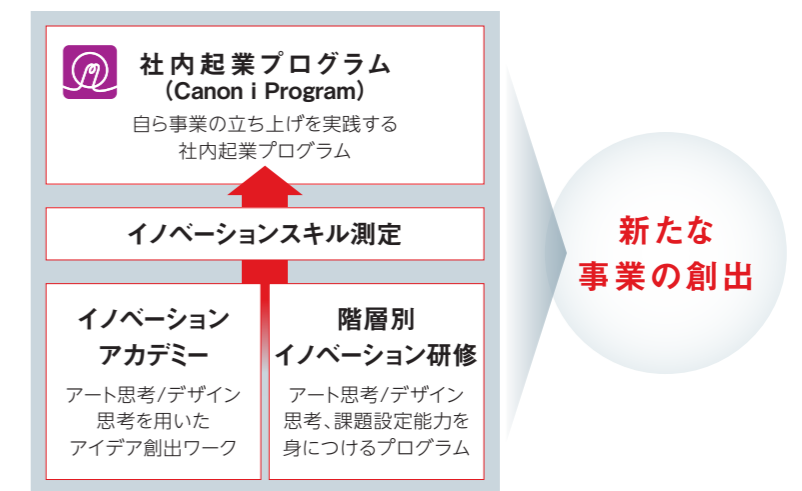 社内起業プログラム
（Canon i Program）
自ら事業の立ち上げを実践する
社内起業プログラム
イノベーションスキル測定
イノベーション
アカデミー
アート思考/デザイン
思考を用いた
アイデア創出ワーク
階層別
イノベーション研修
アート思考/デザイン
思考、課題設定能力を
身につけるプログラム
新たな
事業の創出